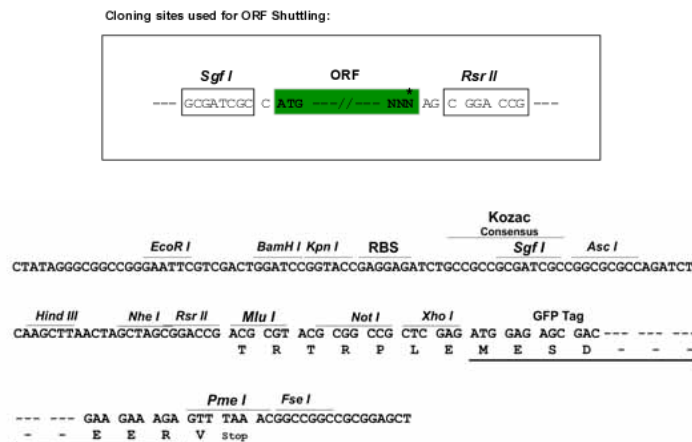 Cloning sites used for ORF Shuttling:
Sgf I ORF Rsr II
--- GCGATCGC C ATG ---//--- NNN* AG C GGA CCG ---
Kozac
Consensus
EcoR I BamH I Kpn I RBS Sgf I Asc I
CTATAGGGCGGCCGGGAATTCGTCGACTGGATCCGGTACCGAGGAGATCTGCCGCCGCGATCGCCGGCGCGCCAGATCT
Hind III Nhe I Rsr II Mlu I Not I Xho I GFP Tag
CAAGCTTAACTAGCTAGCGGACCG ACG CGT ACG CGG CCG CTC GAG ATG GAG AGC GAC--- --- ---
T R T R P L E M E S D - - -
Pme I Fse I
--- --- GAA GAA AGA GTT TAA ACGGCCGGCCGCGGAGCT
- - E E R V Stop